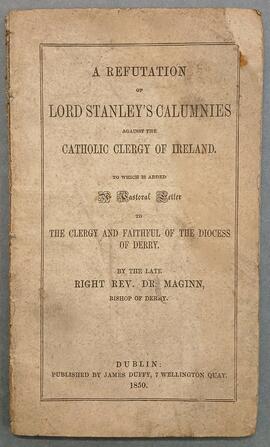 A REFUTATION
OF
LORD STANLEY'S CALUMNIES
AGAINST THE
CATHOLIC CLERGY OF IRELAND.
TO WHICH IS ADDED
A Pastoral Letter
TO
THE CLERGY AND FAITHFUL OF THE DIOCESE
OF DERRY.
BY THE LATE
RIGHT REV. DR. MAGINN,
BISHOP OF DERRY.
DUBLIN:
PUBLISHED BY JAMES DUFFY, 7 WELLINGTON QUAY.
1850.